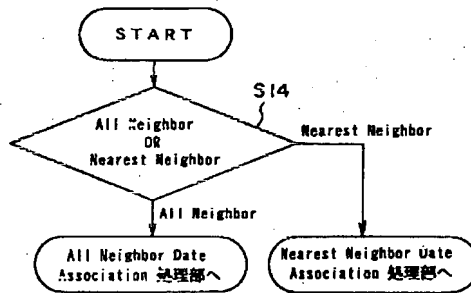 START
S14
All Neighbor
OR
Nearest Neighbor
Nearest Neighbor
All Neighbor
All Neighbor Date
Association 処理部へ
Nearest Neighbor Date
Association 処理部へ